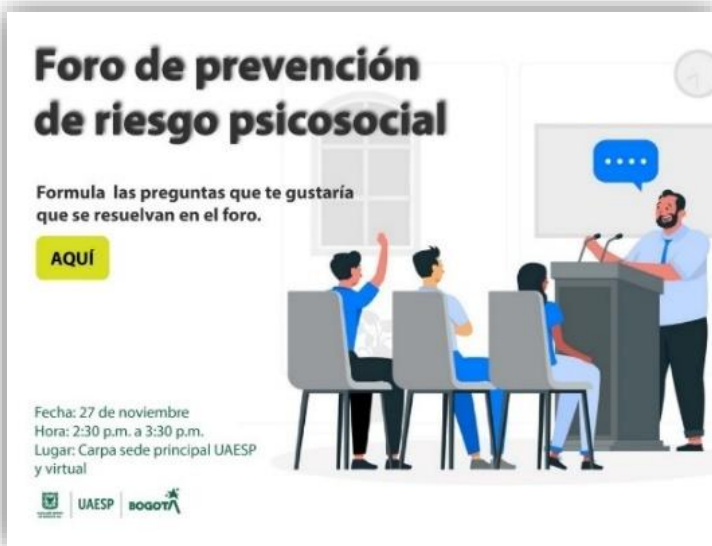 Foro de prevención
de riesgo psicosocial
Formula las preguntas que te gustaría
que se resuelvan en el foro.
AQUÍ
Fecha: 27 de noviembre
Hora: 2:30 p.m. a 3:30 p.m.
Lugar: Carpa sede principal UAESP
y virtual
UAESP
BOGOTÁ